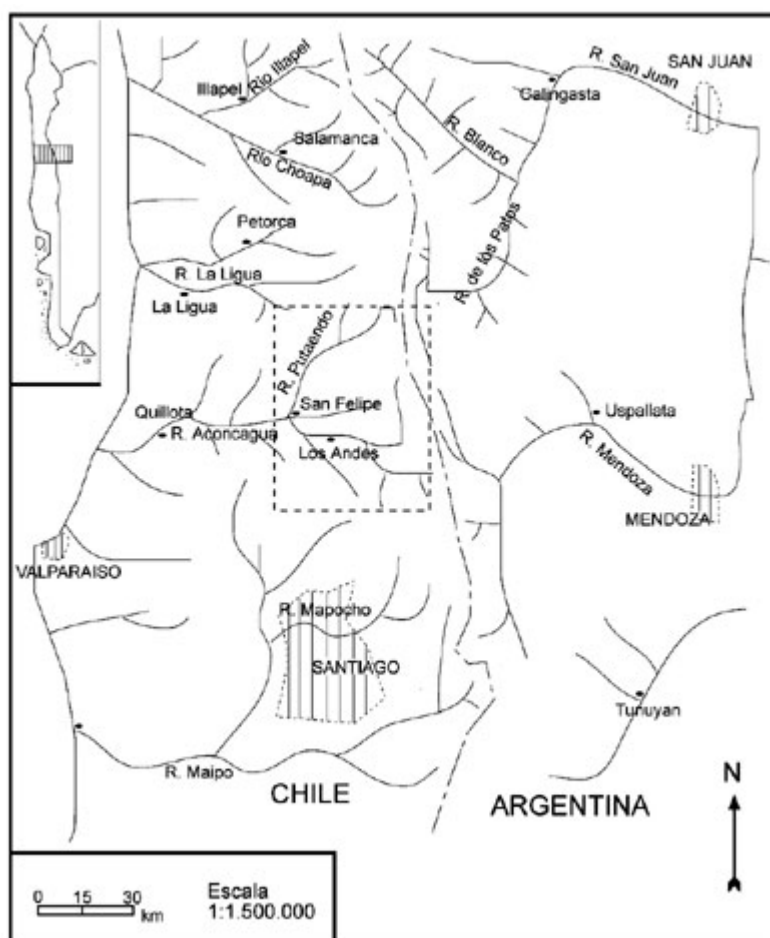 Illapel
Río Illapel
Salamanca
Río Choapa
R. Blanco
Calingasta
R. San Juan
SAN JUAN
Petorca
R. La Ligua
La Ligua
R. de los Patos
R. Putaendo
San Felipe
Quillota
R. Aconcagua
Los Andes
Uspallata
R. Mendoza
MENDOZA
VALPARAISO
R. Mapocho
SANTIAGO
Tunuyan
R. Maipo
CHILE
ARGENTINA
N
0 15 30
km
Escala
1:1.500.000